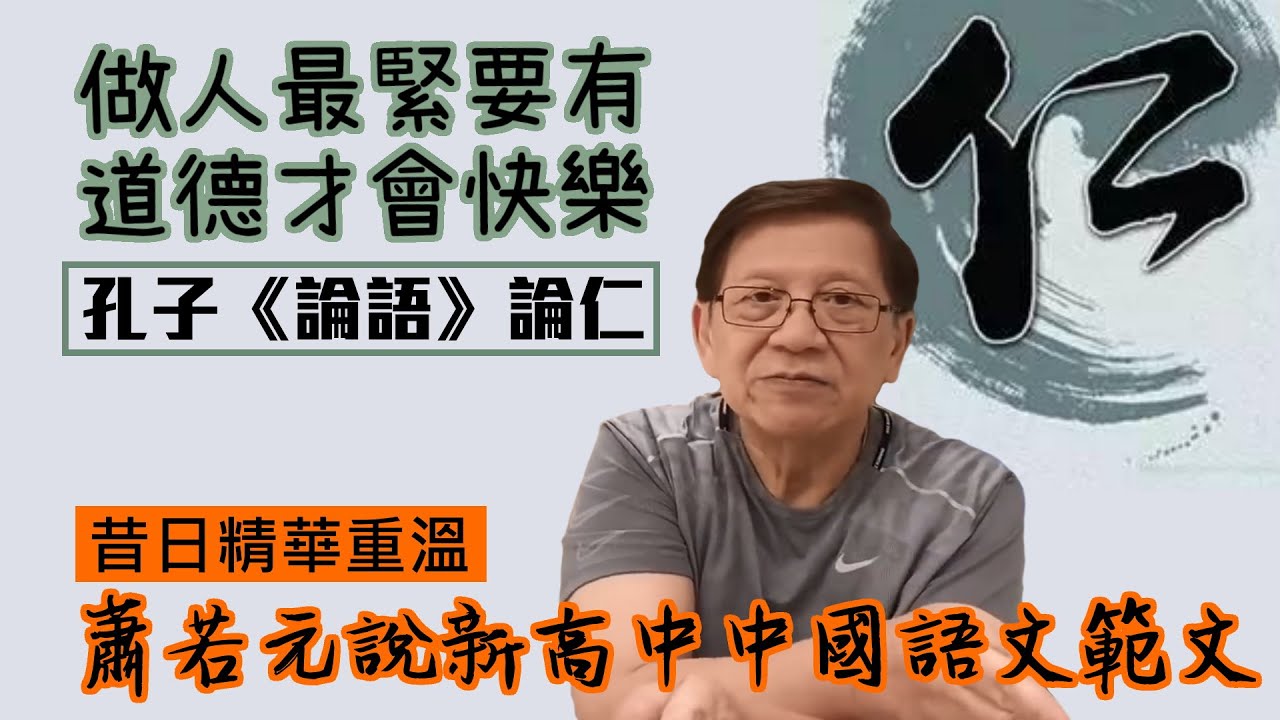 做人最緊要有
道德才會快樂
孔子《論語》論仁
仁
昔日精華重溫
蕭若元說新高中中國語文範文